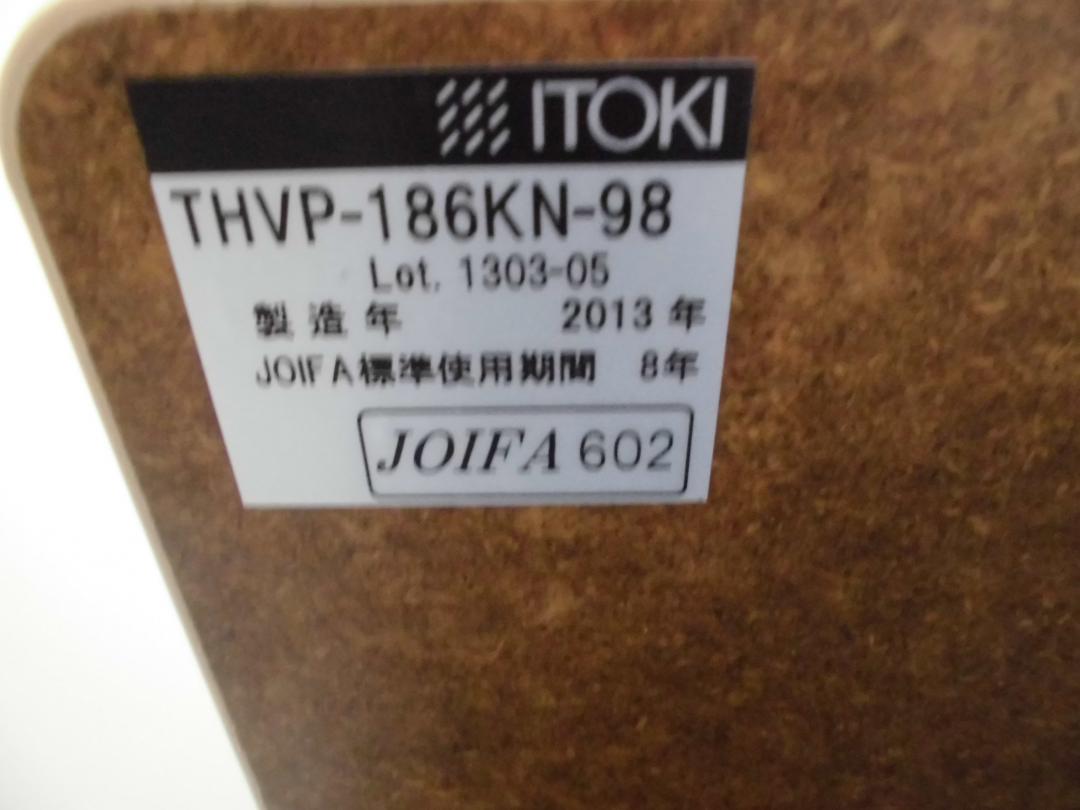 ITOKI
THVP-186KN-98
Lot. 1303-05
製造年 2013年
JOIFA標準使用期間 8年
JOIFA 602